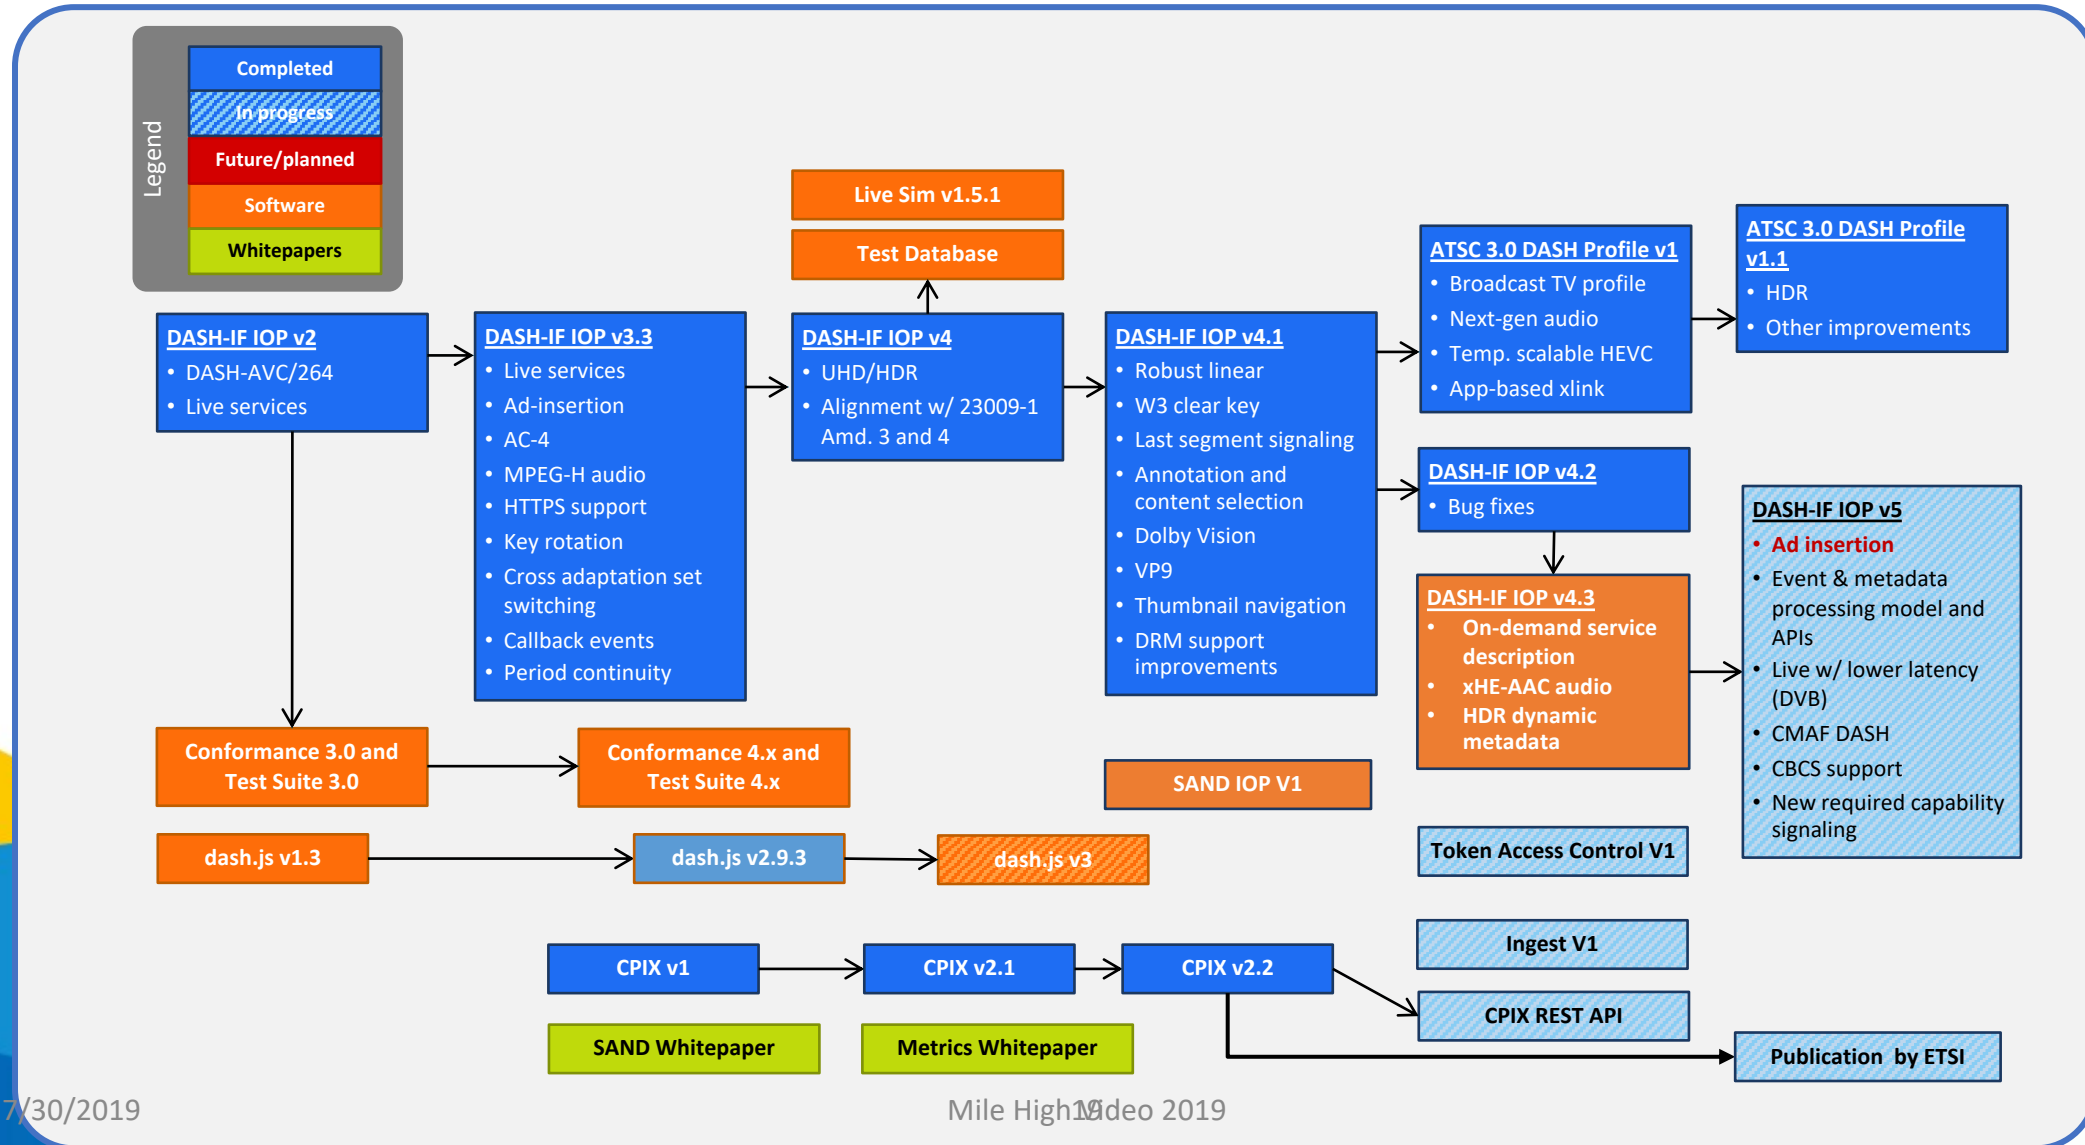 Legend
Completed
In progress
Future/planned
Software
Whitepapers
Live Sim v1.5.1
Test Database
DASH-IF IOP v2
• DASH-AVC/264
• Live services
DASH-IF IOP v3.3
• Live services
• Ad-insertion
• AC-4
• MPEG-H audio
• HTTPS support
• Key rotation
• Cross adaptation set
switching
• Callback events
• Period continuity
DASH-IF IOP v4
• UHD/HDR
• Alignment w/ 23009-1
Amd. 3 and 4
DASH-IF IOP v4.1
• Robust linear
• W3 clear key
• Last segment signaling
• Annotation and
content selection
• Dolby Vision
• VP9
• Thumbnail navigation
• DRM support
improvements
ATSC 3.0 DASH Profile v1
• Broadcast TV profile
• Next-gen audio
• Temp. scalable HEVC
• App-based xlink
ATSC 3.0 DASH Profile
v1.1
• HDR
• Other improvements
DASH-IF IOP v4.2
• Bug fixes
DASH-IF IOP v4.3
• On-demand service
description
• xHE-AAC audio
• HDR dynamic
metadata
DASH-IF IOP v5
• Ad insertion
• Event & metadata
processing model and
APIs
• Live w/ lower latency
(DVB)
• CMAF DASH
• CBCS support
• New required capability
signaling
Conformance 3.0 and
Test Suite 3.0
Conformance 4.x and
Test Suite 4.x
SAND IOP V1
dash.js v1.3
dash.js v2.9.3
dash.js v3
Token Access Control V1
Ingest V1
CPIX v1
CPIX v2.1
CPIX v2.2
CPIX REST API
SAND Whitepaper
Metrics Whitepaper
Publication by ETSI
7/30/2019
Mile High Video 2019
19